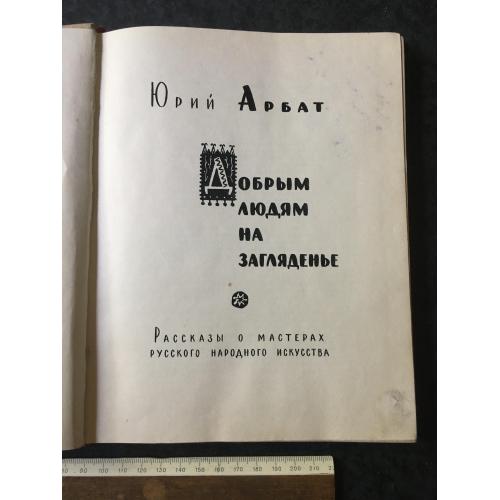 Юрий Арбат
Добрым
людям
на
загляденье
Рассказы о мастерах
русского народного искусства